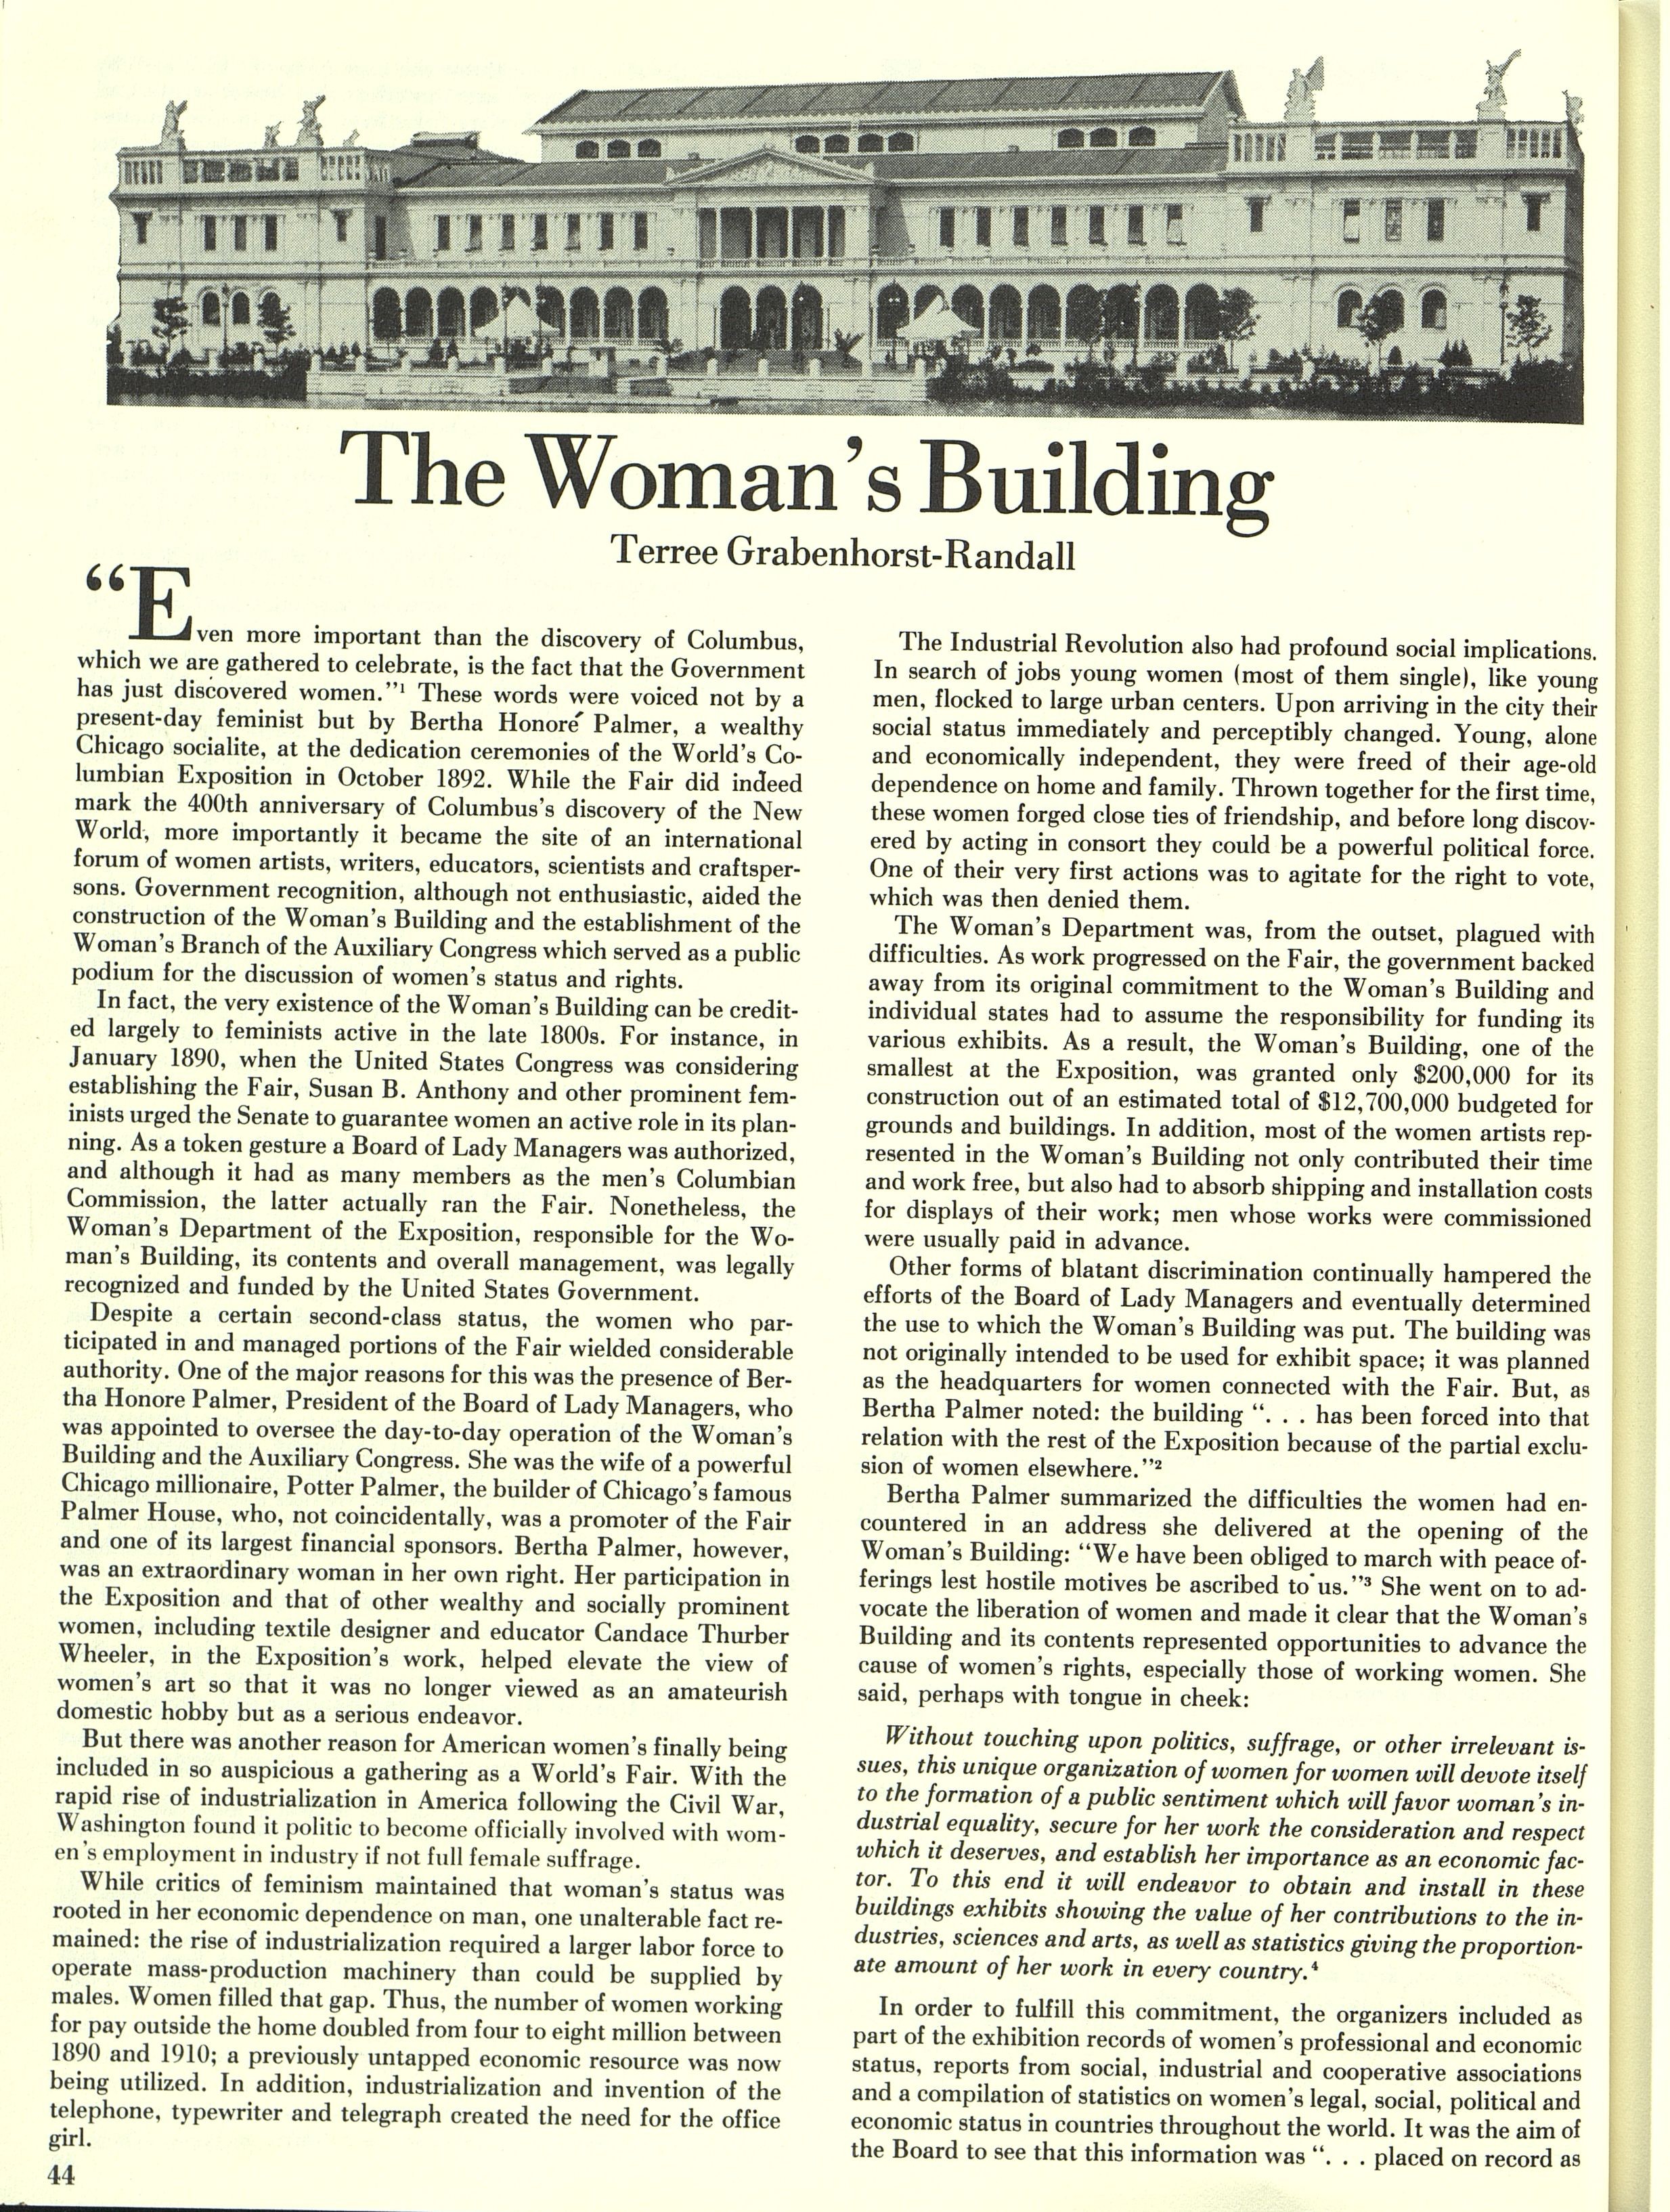 The Woman's Building
Terree Grabenhorst-Randall
“Even more important than the discovery of Columbus,
which we are gathered to celebrate, is the fact that the Government
has just discovered women.”¹ These words were voiced not by a
present-day feminist but by Bertha Honoré Palmer, a wealthy
Chicago socialite, at the dedication ceremonies of the World's Co-
lumbian Exposition in October 1892. While the Fair did indeed
mark the 400th anniversary of Columbus's discovery of the New
World, more importantly it became the site of an international
forum of women artists, writers, educators, scientists and craftsper-
sons. Government recognition, although not enthusiastic, aided the
construction of the Woman's Building and the establishment of the
Woman's Branch of the Auxiliary Congress which served as a public
podium for the discussion of women's status and rights.
In fact, the very existence of the Woman's Building can be credit-
ed largely to feminists active in the late 1800s. For instance, in
January 1890, when the United States Congress was considering
establishing the Fair, Susan B. Anthony and other prominent fem-
inists urged the Senate to guarantee women an active role in its plan-
ning. As a token gesture a Board of Lady Managers was authorized,
and although it had as many members as the men's Columbian
Commission, the latter actually ran the Fair. Nonetheless, the
Woman's Department of the Exposition, responsible for the Wo-
man's Building, its contents and overall management, was legally
recognized and funded by the United States Government.
Despite a certain second-class status, the women who par-
ticipated in and managed portions of the Fair wielded considerable
authority. One of the major reasons for this was the presence of Ber-
tha Honore Palmer, President of the Board of Lady Managers, who
was appointed to oversee the day-to-day operation of the Woman's
Building and the Auxiliary Congress. She was the wife of a powerful
Chicago millionaire, Potter Palmer, the builder of Chicago's famous
Palmer House, who, not coincidentally, was a promoter of the Fair
and one of its largest financial sponsors. Bertha Palmer, however,
was an extraordinary woman in her own right. Her participation in
the Exposition and that of other wealthy and socially prominent
women, including textile designer and educator Candace Thurber
Wheeler, in the Exposition's work, helped elevate the view of
women's art so that it was no longer viewed as an amateurish
domestic hobby but as a serious endeavor.
But there was another reason for American women's finally being
included in so auspicious a gathering as a World's Fair. With the
rapid rise of industrialization in America following the Civil War,
Washington found it politic to become officially involved with wom-
en's employment in industry if not full female suffrage.
While critics of feminism maintained that woman's status was
rooted in her economic dependence on man, one unalterable fact re-
mained: the rise of industrialization required a larger labor force to
operate mass-production machinery than could be supplied by
males. Women filled that gap. Thus, the number of women working
for pay outside the home doubled from four to eight million between
1890 and 1910; a previously untapped economic resource was now
being utilized. In addition, industrialization and invention of the
telephone, typewriter and telegraph created the need for the office
girl.
44
The Industrial Revolution also had profound social implications.
In search of jobs young women (most of them single), like young
men, flocked to large urban centers. Upon arriving in the city their
social status immediately and perceptibly changed. Young, alone
and economically independent, they were freed of their age-old
dependence on home and family. Thrown together for the first time,
these women forged close ties of friendship, and before long discov-
ered by acting in consort they could be a powerful political force.
One of their very first actions was to agitate for the right to vote,
which was then denied them.
The Woman's Department was, from the outset, plagued with
difficulties. As work progressed on the Fair, the government backed
away from its original commitment to the Woman's Building and
individual states had to assume the responsibility for funding its
various exhibits. As a result, the Woman's Building, one of the
smallest at the Exposition, was granted only $200,000 for its
construction out of an estimated total of $12,700,000 budgeted for
grounds and buildings. In addition, most of the women artists rep-
resented in the Woman's Building not only contributed their time
and work free, but also had to absorb shipping and installation costs
for displays of their work; men whose works were commissioned
were usually paid in advance.
Other forms of blatant discrimination continually hampered the
efforts of the Board of Lady Managers and eventually determined
the use to which the Woman's Building was put. The building was
not originally intended to be used for exhibit space; it was planned
as the headquarters for women connected with the Fair. But, as
Bertha Palmer noted: the building “. . . has been forced into that
relation with the rest of the Exposition because of the partial exclu-
sion of women elsewhere.”²
Bertha Palmer summarized the difficulties the women had en-
countered in an address she delivered at the opening of the
Woman's Building: “We have been obliged to march with peace of-
ferings lest hostile motives be ascribed to us.”³ She went on to ad-
vocate the liberation of women and made it clear that the Woman's
Building and its contents represented opportunities to advance the
cause of women's rights, especially those of working women. She
said, perhaps with tongue in cheek:
Without touching upon politics, suffrage, or other irrelevant is-
sues, this unique organization of women for women will devote itself
to the formation of a public sentiment which will favor woman's in-
dustrial equality, secure for her work the consideration and respect
which it deserves, and establish her importance as an economic fac-
tor. To this end it will endeavor to obtain and install in these
buildings exhibits showing the value of her contributions to the in-
dustries, sciences and arts, as well as statistics giving the proportion-
ate amount of her work in every country.⁴
In order to fulfill this commitment, the organizers included as
part of the exhibition records of women's professional and economic
status, reports from social, industrial and cooperative associations
and a compilation of statistics on women's legal, social, political and
economic status in countries throughout the world. It was the aim of
the Board to see that this information was “. . . placed on record as